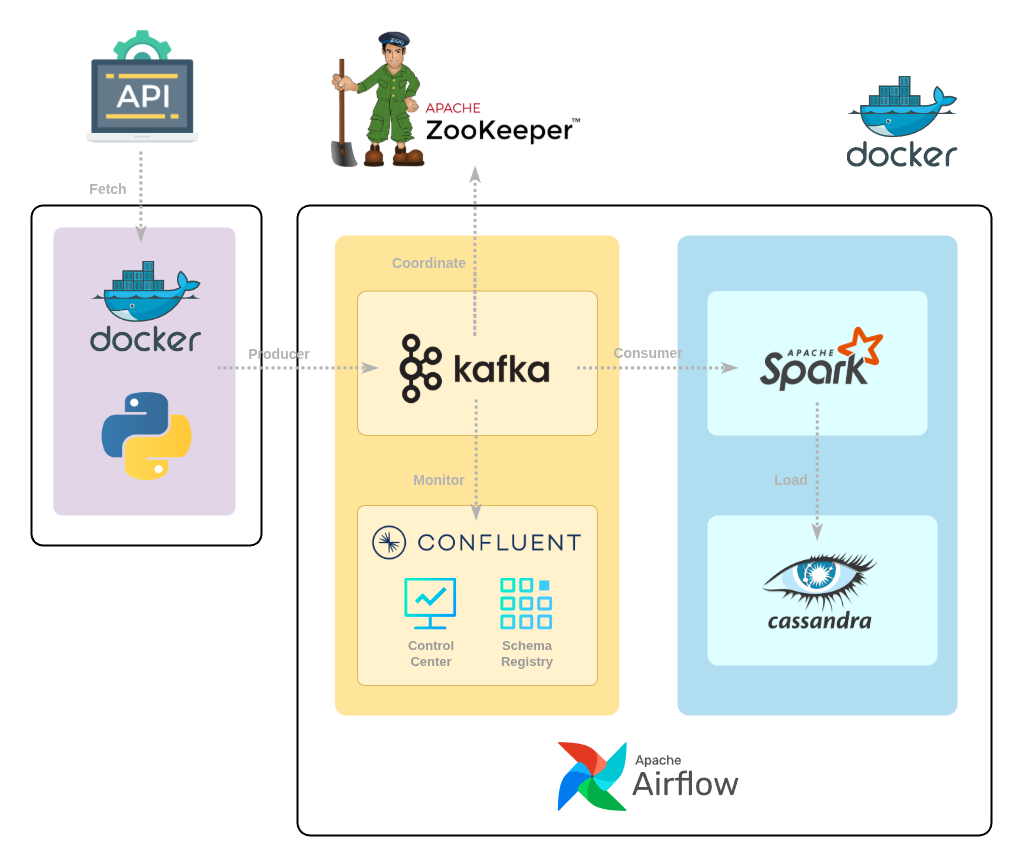 API
ZOO
APACHE
ZooKeeper™
docker
Fetch
docker
Coordinate
Producer
kafka
Consumer
APACHE
Spark
Monitor
Load
CONFLUENT
Control
Center
Schema
Registry
cassandra
Apache
Airflow